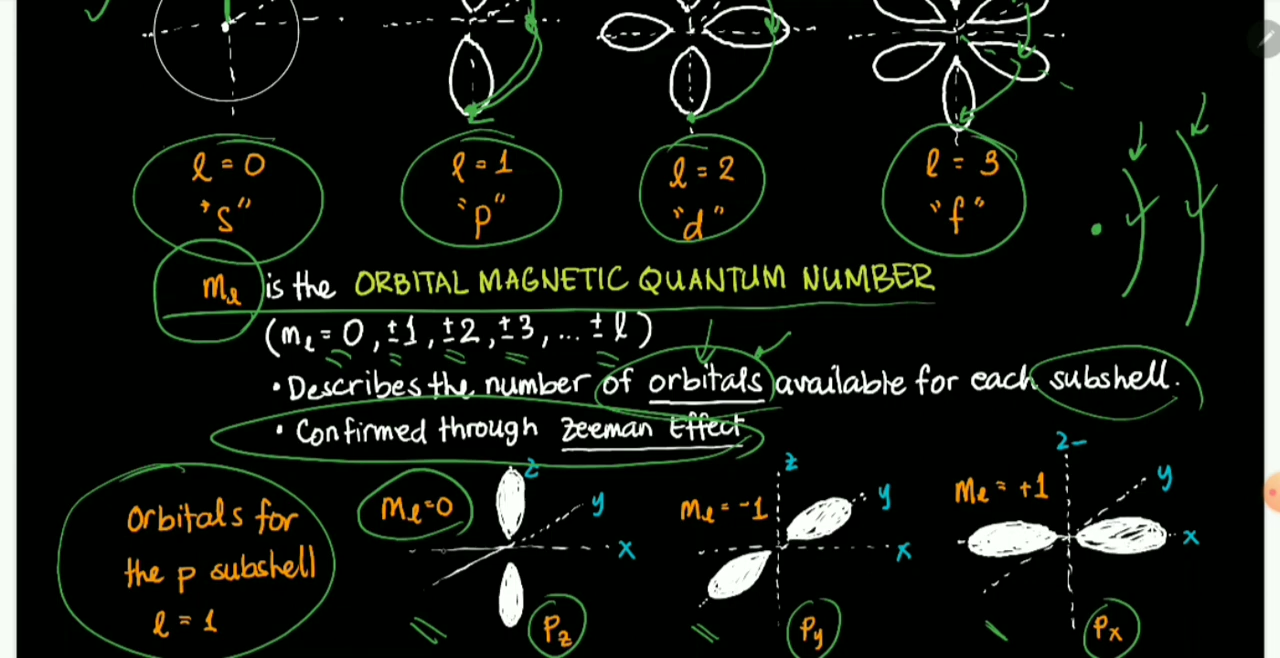 l = 0
l = 1
l = 2
l = 3
"s"
"p"
"d"
"f"
ml is the ORBITAL MAGNETIC QUANTUM NUMBER
(ml = 0, ±1, ±2, ±3, ... ± l)
• Describes the number of orbitals available for each subshell.
• Confirmed through Zeeman Effect
Orbitals for
the p subshell
l = 1
Ml=0
z
y
x
Pz
Ml = -1
z
y
x
Py
Ml = +1
z
y
x
Px